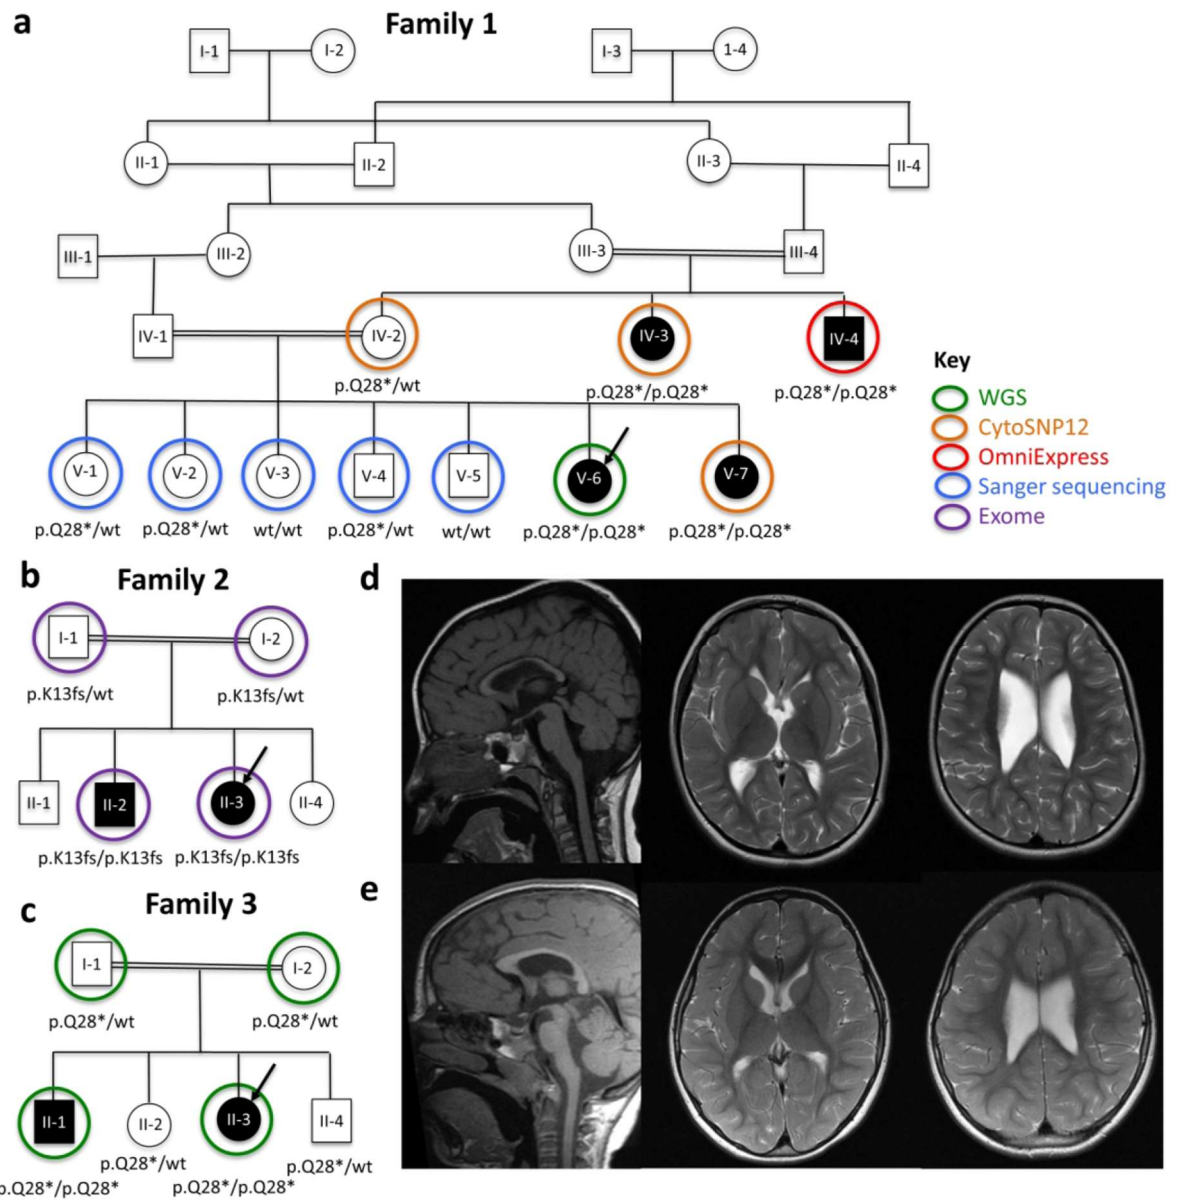 a
Family 1
I-1
I-2
I-3
1-4
II-1
II-2
II-3
II-4
III-1
III-2
III-3
III-4
IV-1
IV-2
IV-3
IV-4
p.Q28*/wt
p.Q28*/p.Q28*
p.Q28*/p.Q28*
V-1
V-2
V-3
V-4
V-5
V-6
V-7
p.Q28*/wt
p.Q28*/wt
wt/wt
p.Q28*/wt
wt/wt
p.Q28*/p.Q28*
p.Q28*/p.Q28*
Key
WGS
CytoSNP12
OmniExpress
Sanger sequencing
Exome
b
Family 2
I-1
I-2
p.K13fs/wt
p.K13fs/wt
II-1
II-2
II-3
II-4
p.K13fs/p.K13fs
p.K13fs/p.K13fs
c
Family 3
I-1
I-2
p.Q28*/wt
p.Q28*/wt
II-1
II-2
II-3
II-4
p.Q28*/p.Q28*
p.Q28*/wt
p.Q28*/p.Q28*
p.Q28*/wt
d
e